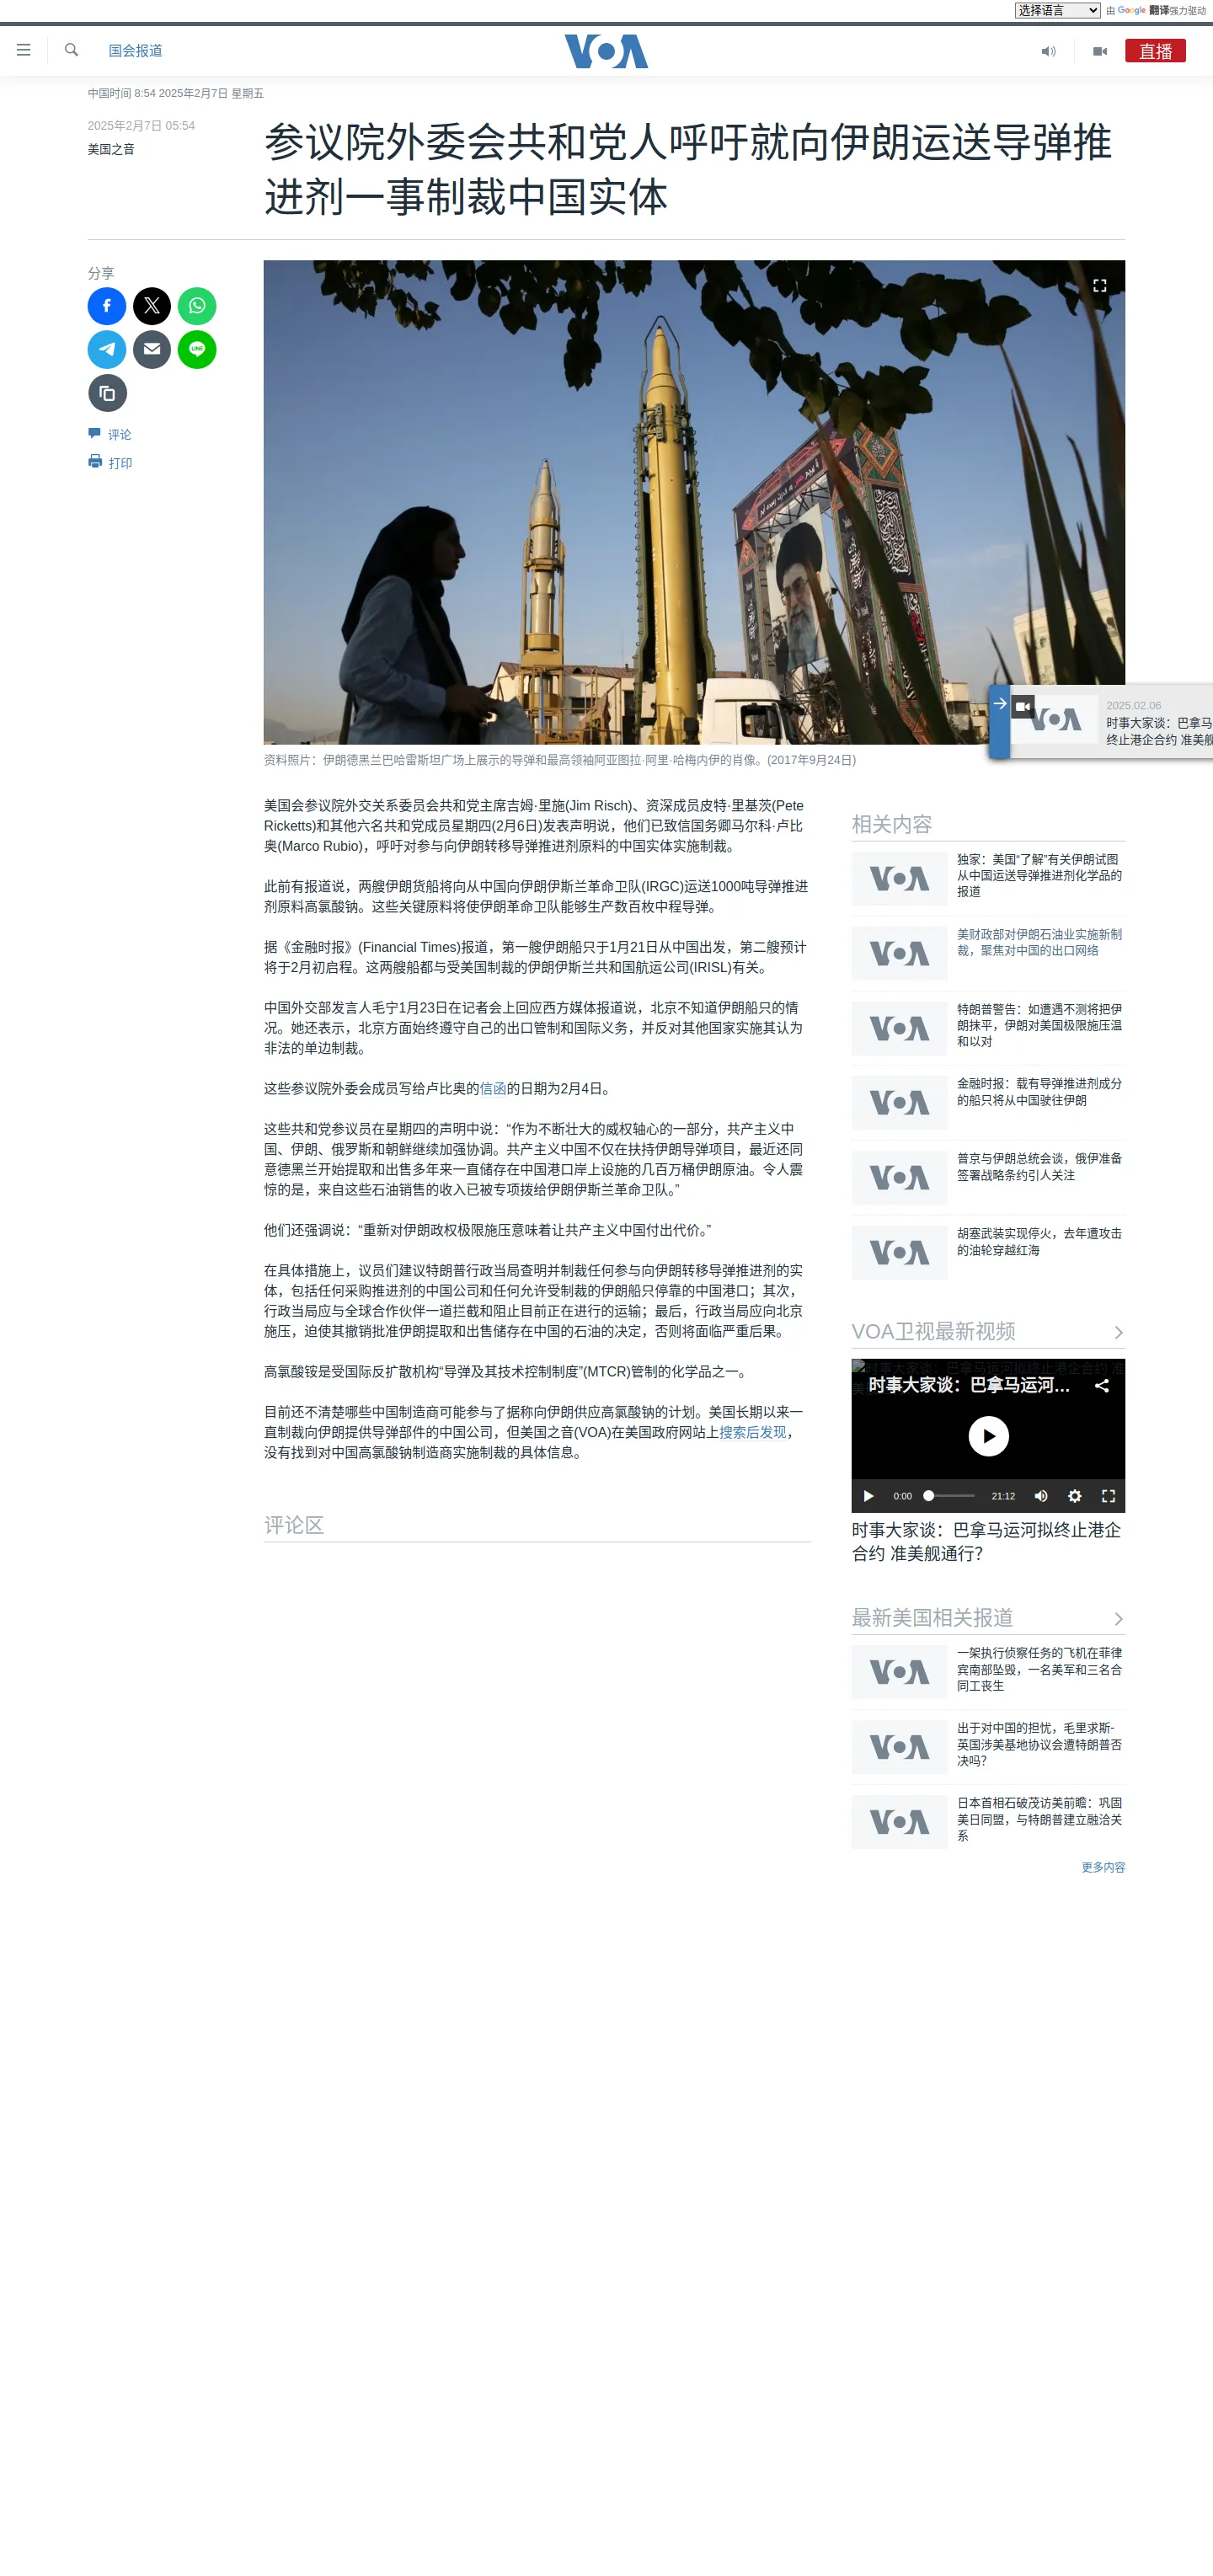 选择语言
由 Google 翻译强力驱动
国会报道
VOA
直播
中国时间 8:54 2025年2月7日 星期五
2025年2月7日 05:54
美国之音
参议院外委会共和党人呼吁就向伊朗运送导弹推
进剂一事制裁中国实体
分享
LINE
评论
打印
VOA
2025.02.06
时事大家谈：巴拿马
终止港企合约 准美舰
资料照片：伊朗德黑兰巴哈雷斯坦广场上展示的导弹和最高领袖阿亚图拉·阿里·哈梅内伊的肖像。(2017年9月24日)
美国会参议院外交关系委员会共和党主席吉姆·里施(Jim Risch)、资深成员皮特·里基茨(Pete
Ricketts)和其他六名共和党成员星期四(2月6日)发表声明说，他们已致信国务卿马尔科·卢比
奥(Marco Rubio)，呼吁对参与向伊朗转移导弹推进剂原料的中国实体实施制裁。
此前有报道说，两艘伊朗货船将向从中国向伊朗伊斯兰革命卫队(IRGC)运送1000吨导弹推进
剂原料高氯酸钠。这些关键原料将使伊朗革命卫队能够生产数百枚中程导弹。
据《金融时报》(Financial Times)报道，第一艘伊朗船只于1月21日从中国出发，第二艘预计
将于2月初启程。这两艘船都与受美国制裁的伊朗伊斯兰共和国航运公司(IRISL)有关。
中国外交部发言人毛宁1月23日在记者会上回应西方媒体报道说，北京不知道伊朗船只的情
况。她还表示，北京方面始终遵守自己的出口管制和国际义务，并反对其他国家实施其认为
非法的单边制裁。
这些参议院外委会成员写给卢比奥的信函的日期为2月4日。
这些共和党参议员在星期四的声明中说：“作为不断壮大的威权轴心的一部分，共产主义中
国、伊朗、俄罗斯和朝鲜继续加强协调。共产主义中国不仅在扶持伊朗导弹项目，最近还同
意德黑兰开始提取和出售多年来一直储存在中国港口岸上设施的几百万桶伊朗原油。令人震
惊的是，来自这些石油销售的收入已被专项拨给伊朗伊斯兰革命卫队。”
他们还强调说：“重新对伊朗政权极限施压意味着让共产主义中国付出代价。”
在具体措施上，议员们建议特朗普行政当局查明并制裁任何参与向伊朗转移导弹推进剂的实
体，包括任何采购推进剂的中国公司和任何允许受制裁的伊朗船只停靠的中国港口；其次，
行政当局应与全球合作伙伴一道拦截和阻止目前正在进行的运输；最后，行政当局应向北京
施压，迫使其撤销批准伊朗提取和出售储存在中国的石油的决定，否则将面临严重后果。
高氯酸铵是受国际反扩散机构“导弹及其技术控制制度”(MTCR)管制的化学品之一。
目前还不清楚哪些中国制造商可能参与了据称向伊朗供应高氯酸钠的计划。美国长期以来一
直制裁向伊朗提供导弹部件的中国公司，但美国之音(VOA)在美国政府网站上搜索后发现，
没有找到对中国高氯酸钠制造商实施制裁的具体信息。
评论区
相关内容
VOA
独家：美国“了解”有关伊朗试图
从中国运送导弹推进剂化学品的
报道
VOA
美财政部对伊朗石油业实施新制
裁，聚焦对中国的出口网络
VOA
特朗普警告：如遭遇不测将把伊
朗抹平，伊朗对美国极限施压温
和以对
VOA
金融时报：载有导弹推进剂成分
的船只将从中国驶往伊朗
VOA
普京与伊朗总统会谈，俄伊准备
签署战略条约引人关注
VOA
胡塞武装实现停火，去年遭攻击
的油轮穿越红海
VOA卫视最新视频
时事大家谈：巴拿马运河拟终止港企合约 准
时事大家谈：巴拿马运河...
0:00
21:12
时事大家谈：巴拿马运河拟终止港企
合约 准美舰通行？
最新美国相关报道
VOA
一架执行侦察任务的飞机在菲律
宾南部坠毁，一名美军和三名合
同工丧生
VOA
出于对中国的担忧，毛里求斯-
英国涉美基地协议会遭特朗普否
决吗？
VOA
日本首相石破茂访美前瞻：巩固
美日同盟，与特朗普建立融洽关
系
更多内容